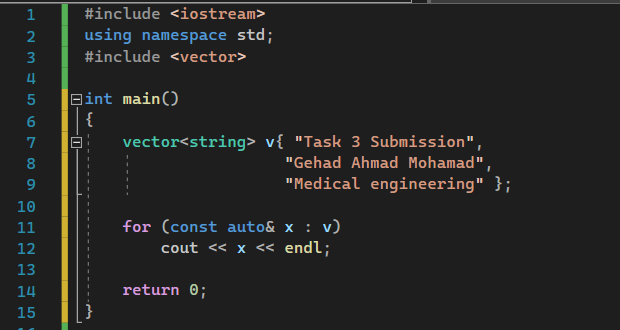 1 #include <iostream>
2 using namespace std;
3 #include <vector>
4
5 int main()
6 {
7     vector<string> v{ "Task 3 Submission",
8                      "Gehad Ahmad Mohamad",
9                      "Medical engineering" };
10
11     for (const auto& x : v)
12         cout << x << endl;
13
14     return 0;
15 }